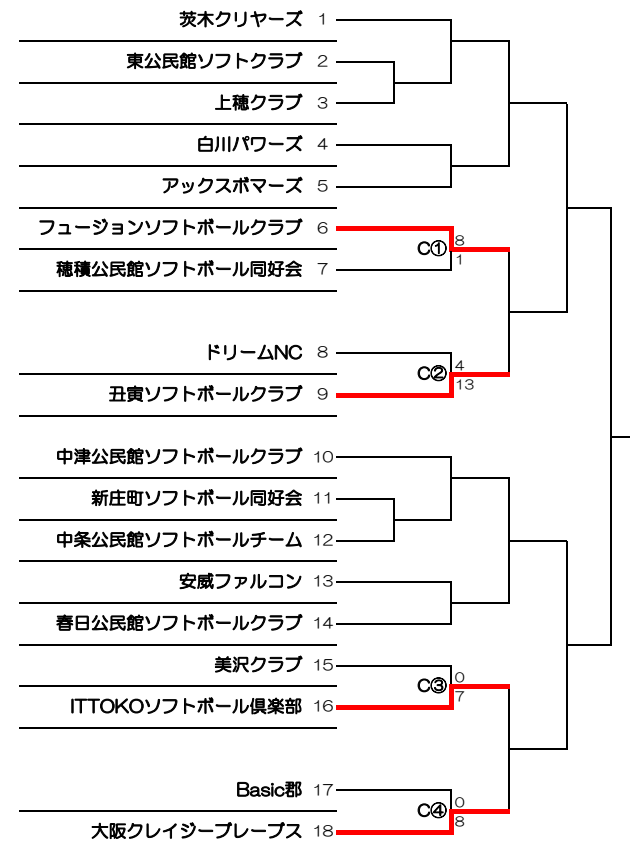 茨木クリヤーズ 1
東公民館ソフトクラブ 2
上穂クラブ 3
白川パワーズ 4
アックスボマーズ 5
フュージョンソフトボールクラブ 6
C① 8
1
穂積公民館ソフトボール同好会 7
ドリームNC 8
C② 4
13
丑寅ソフトボールクラブ 9
中津公民館ソフトボールクラブ 10
新庄町ソフトボール同好会 11
中条公民館ソフトボールチーム 12
安威ファルコン 13
春日公民館ソフトボールクラブ 14
美沢クラブ 15
C③ 0
7
ITTOKOソフトボール倶楽部 16
Basic郡 17
C④ 0
8
大阪クレイジーブレーブス 18